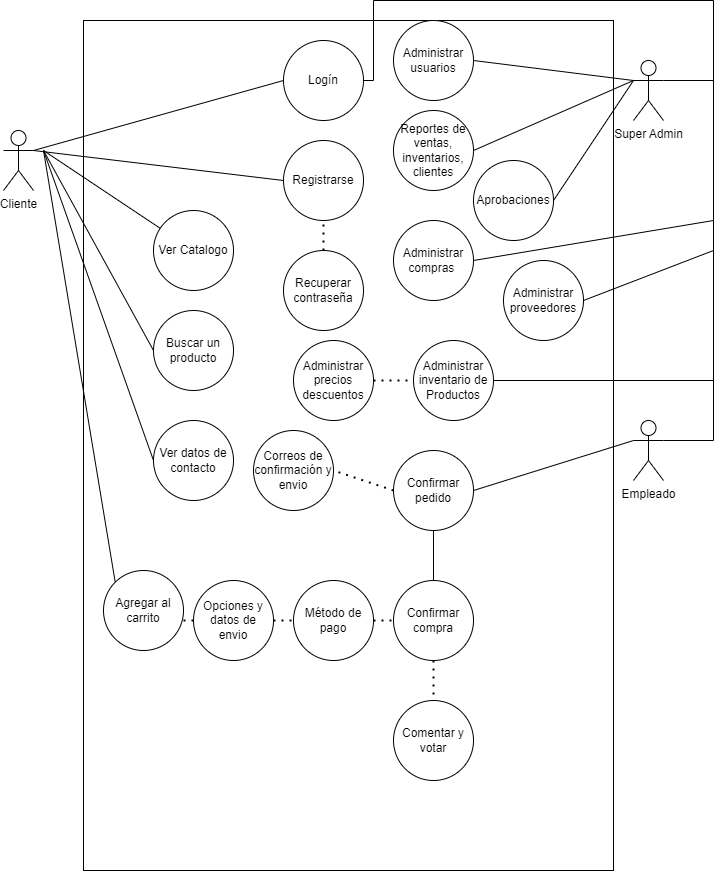 Administrar
usuarios
Logín
Reportes de
ventas,
inventarios,
clientes
Super Admin
Cliente
Registrarse
Aprobaciones
Ver Catalogo
Administrar
compras
Recuperar
contraseña
Administrar
proveedores
Buscar un
producto
Administrar
precios
descuentos
Administrar
inventario de
Productos
Ver datos de
contacto
Correos de
confirmación y
envio
Confirmar
pedido
Empleado
Agregar al
carrito
Opciones y
datos de
envio
Método de
pago
Confirmar
compra
Comentar y
votar